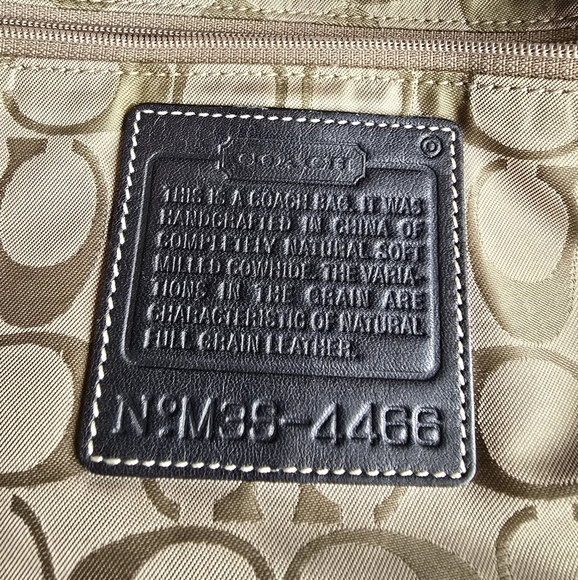 COACH
THIS IS A COACH BAG. IT WAS
HANDCRAFTED IN CHINA OF
COMPLETELY NATURAL SOFT
MILLED COWHIDE. THE VARIA-
TIONS IN THE GRAIN ARE
CHARACTERISTIC OF NATURAL
FULL GRAIN LEATHER.
NºM3S-4466